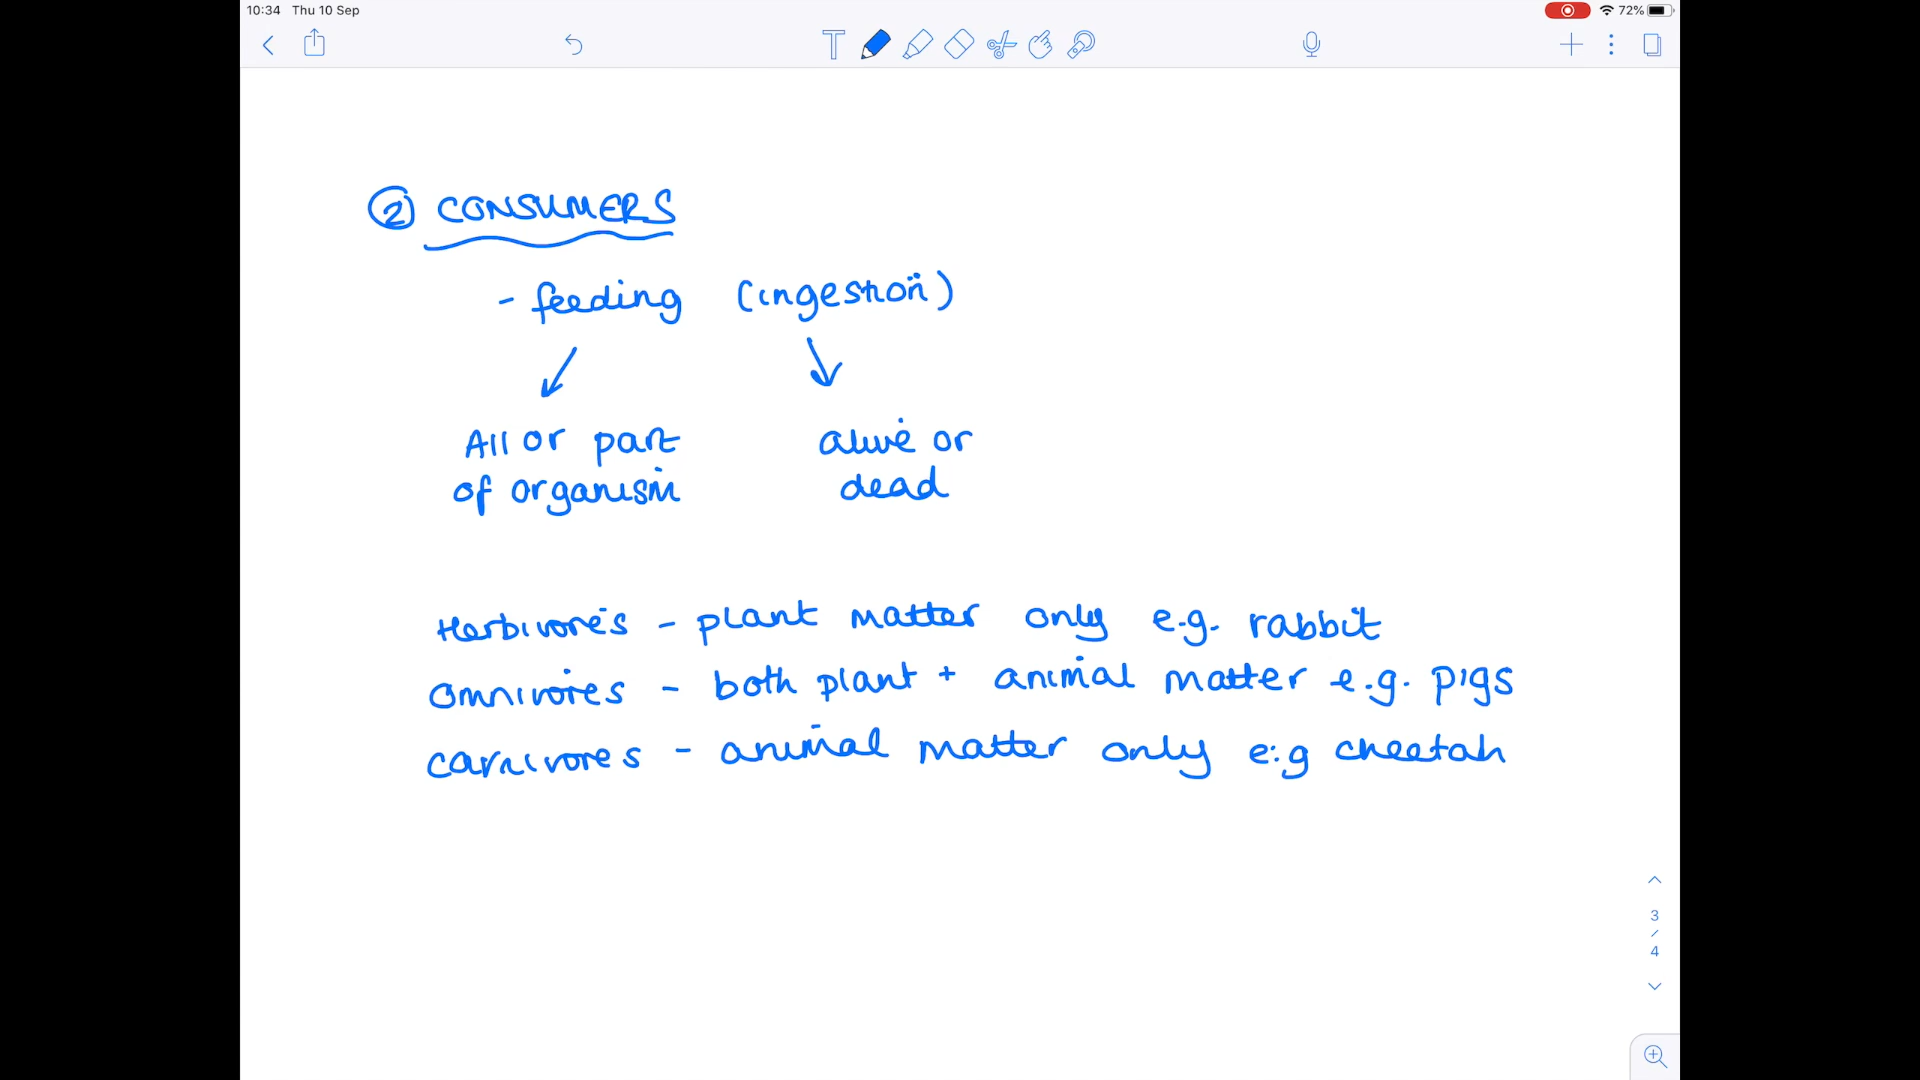 10:34 Thu 10 Sep
72%
T
② CONSUMERS
- feeding (ingestion)
All or part
of organism
alive or
dead
Herbivores - plant matter only e.g. rabbit
Omnivores - both plant + animal matter e.g. pigs
carnivores - animal matter only e.g cheetah
3
/
4